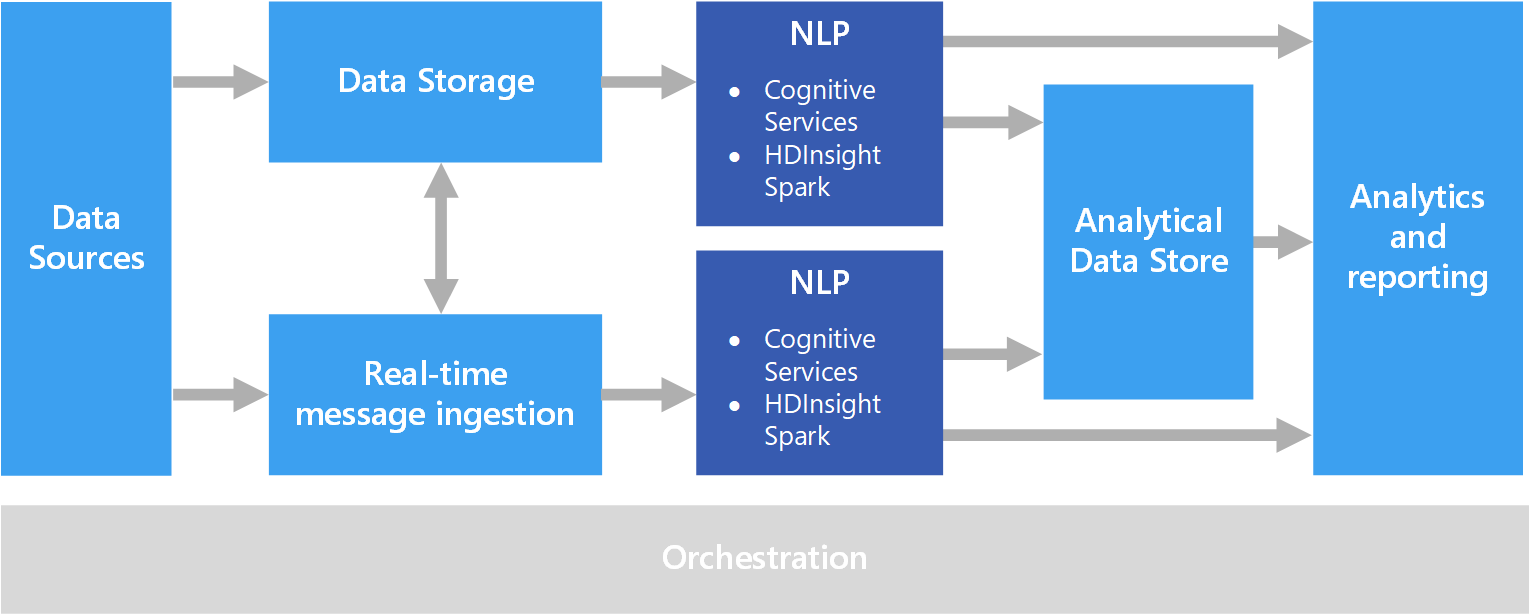 Data
Sources
Data Storage
Real-time
message ingestion
NLP
● Cognitive
Services
● HDInsight
Spark
NLP
● Cognitive
Services
● HDInsight
Spark
Analytical
Data Store
Analytics
and
reporting
Orchestration